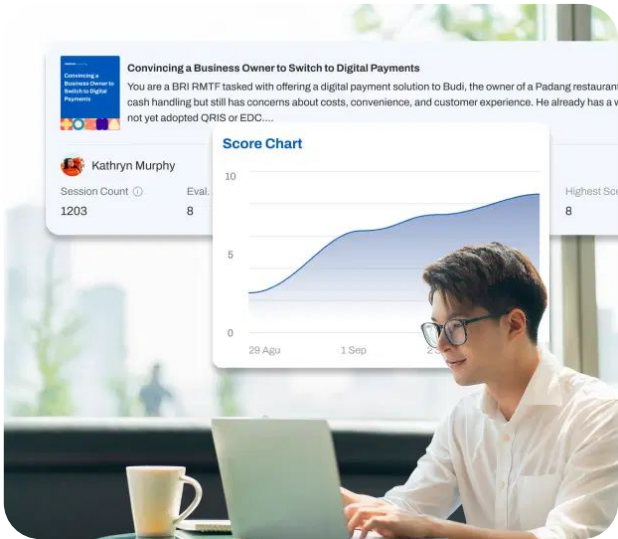 Convincing a
Business Owner to
Switch to Digital
Payments
Convincing a Business Owner to Switch to Digital Payments
You are a BRI RMTF tasked with offering a digital payment solution to Budi, the owner of a Padang restaurant
cash handling but still has concerns about costs, convenience, and customer experience. He already has a
not yet adopted QRIS or EDC....
Kathryn Murphy
Session Count
1203
Eval.
8
Highest
8
Score Chart
10
5
0
29 Agu
1 Sep